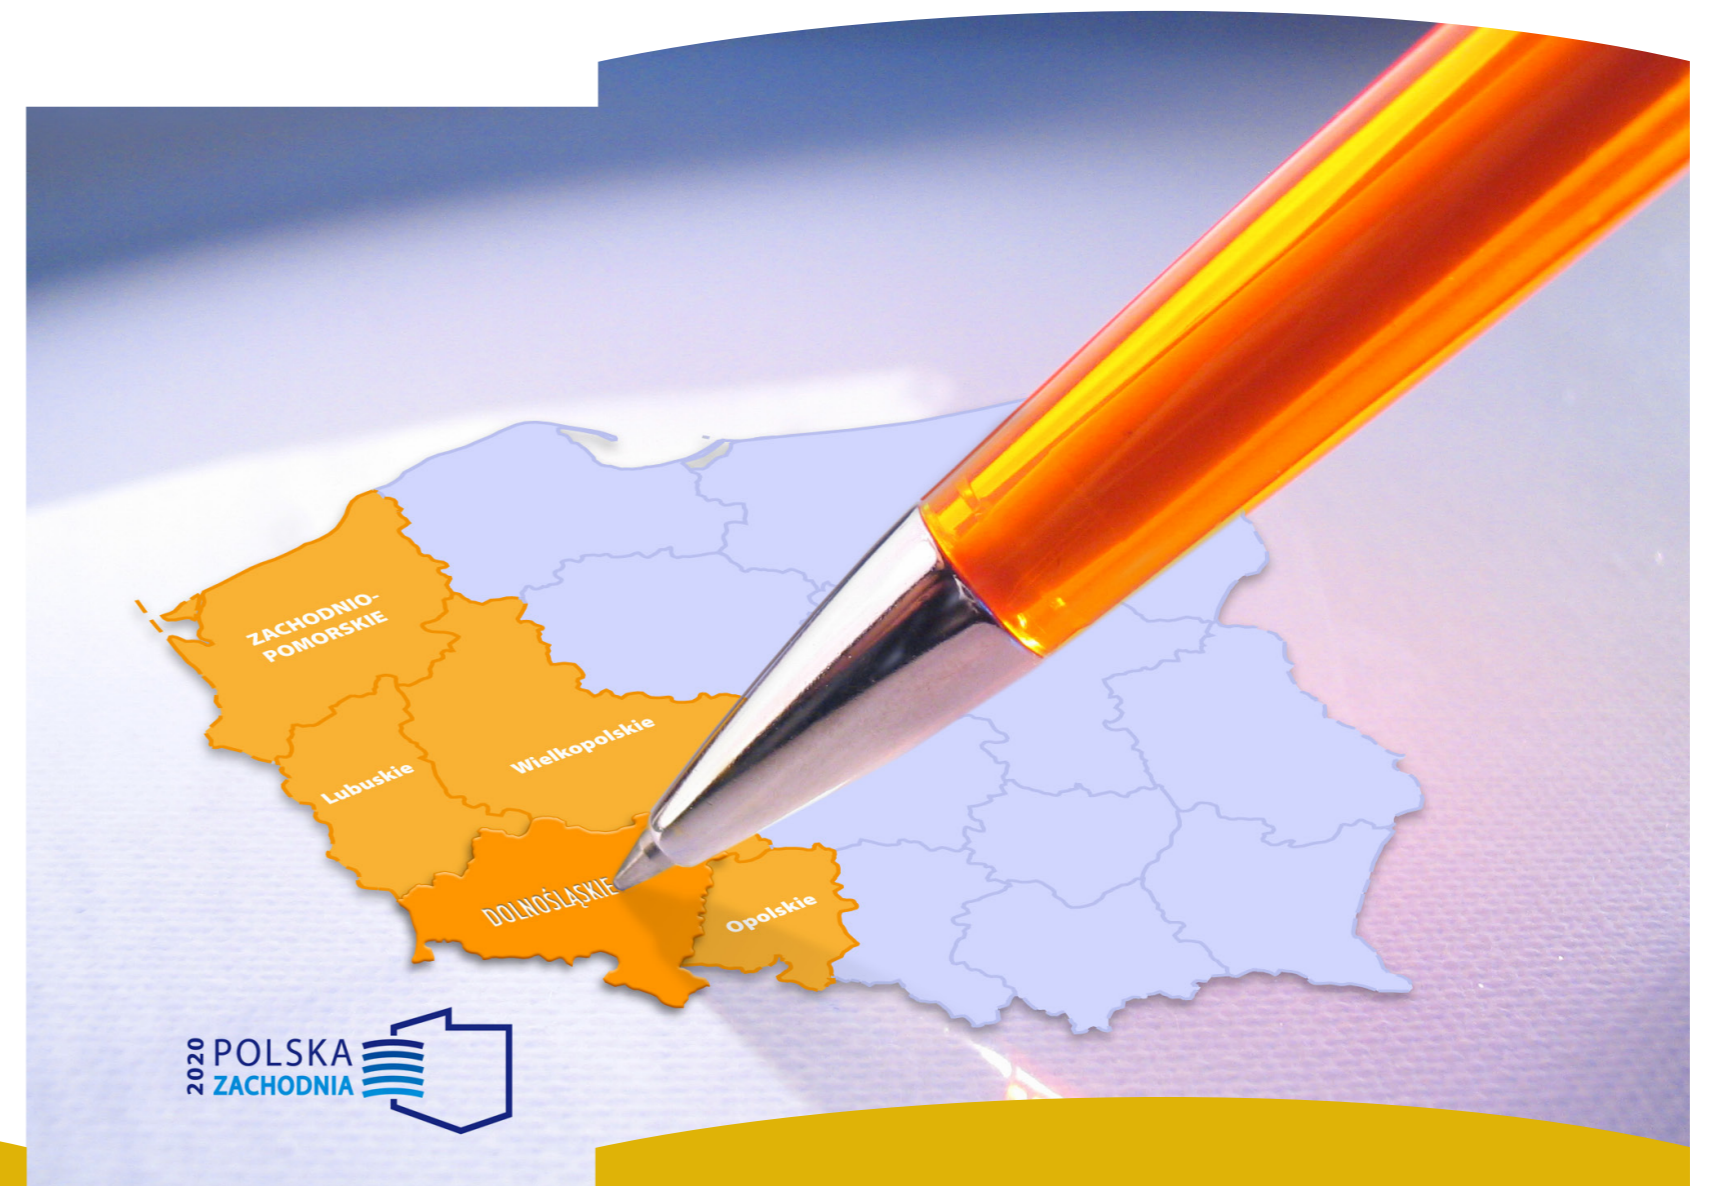 ZACHODNIO-
POMORSKIE
Wielkopolskie
Lubuskie
DOLNOŚLĄSKIE
Opolskie
2020
POLSKA
ZACHODNIA